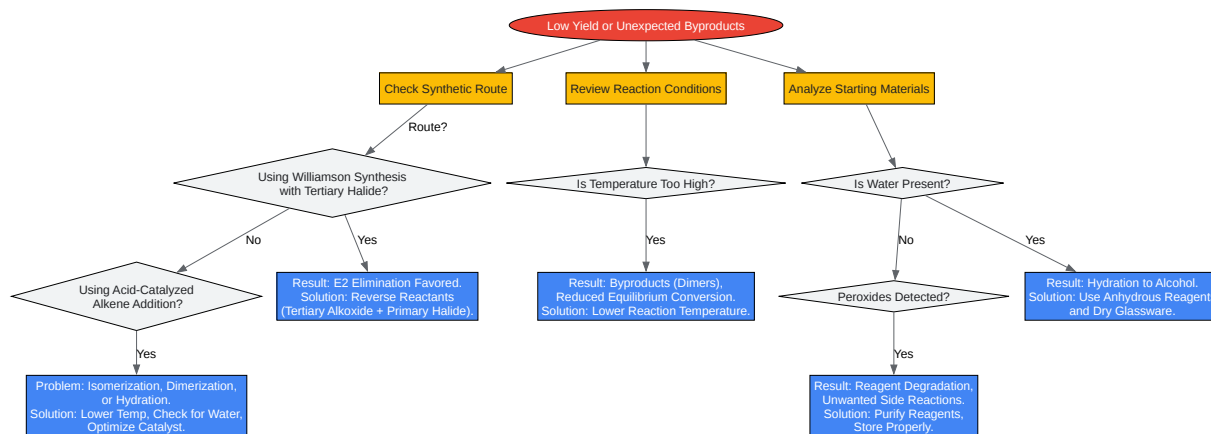 Low Yield or Unexpected Byproducts
Check Synthetic Route
Review Reaction Conditions
Analyze Starting Materials
Route?
Using Williamson Synthesis
with Tertiary Halide?
Is Temperature Too High?
Is Water Present?
No
Yes
Yes
No
Yes
Using Acid-Catalyzed
Alkene Addition?
Result: E2 Elimination Favored.
Solution: Reverse Reactants
(Tertiary Alkoxide + Primary Halide).
Result: Byproducts (Dimers),
Reduced Equilibrium Conversion.
Solution: Lower Reaction Temperature.
Peroxides Detected?
Result: Hydration to Alcohol.
Solution: Use Anhydrous Reagent
and Dry Glassware.
Yes
Yes
Problem: Isomerization, Dimerization,
or Hydration.
Solution: Lower Temp, Check for Water,
Optimize Catalyst.
Result: Reagent Degradation,
Unwanted Side Reactions.
Solution: Purify Reagents,
Store Properly.